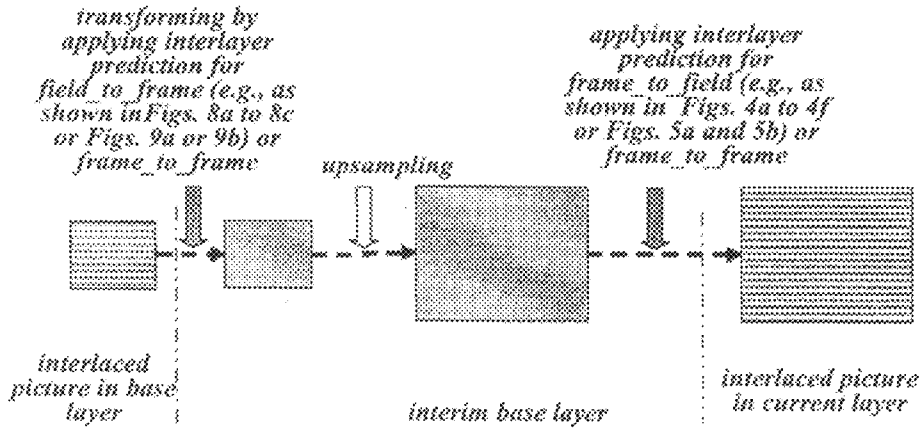 transforming by
applying interlayer
prediction for
field_to_frame (e.g., as
shown in Figs. 8a to 8c
or Figs. 9a or 9b) or
frame_to_frame
upsampling
applying interlayer
prediction for
frame_to_field (e.g., as
shown in Figs. 4a to 4f
or Figs. 5a and 5b) or
frame_to_frame
interlaced
picture in base
layer
interim base layer
interlaced picture
in current layer